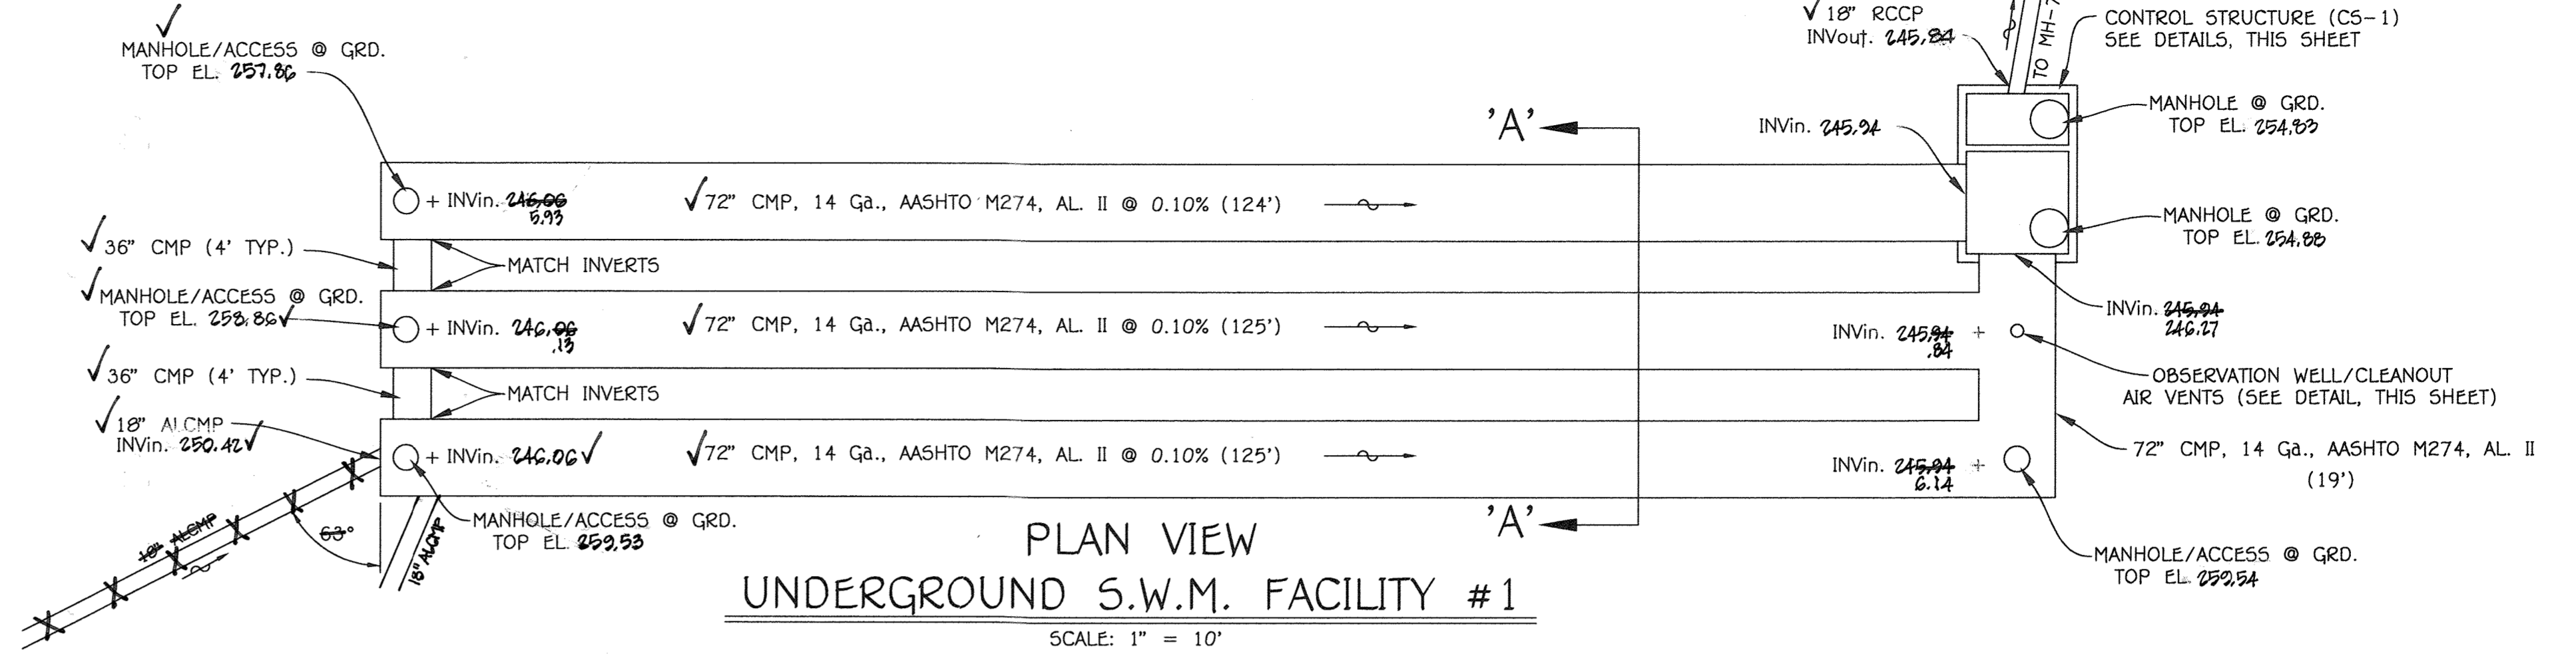 MANHOLE/ACCESS @ GRD.
TOP EL. 257.86
18" RCCP
INVout. 245.84
TO MH-7
CONTROL STRUCTURE (CS-1)
SEE DETAILS, THIS SHEET
MANHOLE @ GRD.
TOP EL. 254.83
INVin. 245.94
'A'
+ INVin. 246.06
5.93
72" CMP, 14 Ga., AASHTO M274, AL. II @ 0.10% (124')
MANHOLE @ GRD.
TOP EL. 254.88
36" CMP (4' TYP.)
MATCH INVERTS
MANHOLE/ACCESS @ GRD.
TOP EL. 258.86
+ INVin. 246.06
.13
72" CMP, 14 Ga., AASHTO M274, AL. II @ 0.10% (125')
INVin. 245.94 +
.84
INVin. 245.94
246.27
OBSERVATION WELL/CLEANOUT
AIR VENTS (SEE DETAIL, THIS SHEET)
36" CMP (4' TYP.)
MATCH INVERTS
18" ALCMP
INVin. 250.42
+ INVin. 246.06
72" CMP, 14 Ga., AASHTO M274, AL. II @ 0.10% (125')
INVin. 245.94 +
6.14
72" CMP, 14 Ga., AASHTO M274, AL. II
(19')
18" ALCMP
63°
18" ALCMP
MANHOLE/ACCESS @ GRD.
TOP EL. 259.53
'A'
MANHOLE/ACCESS @ GRD.
TOP EL. 259.54
PLAN VIEW
UNDERGROUND S.W.M. FACILITY #1
SCALE: 1" = 10'